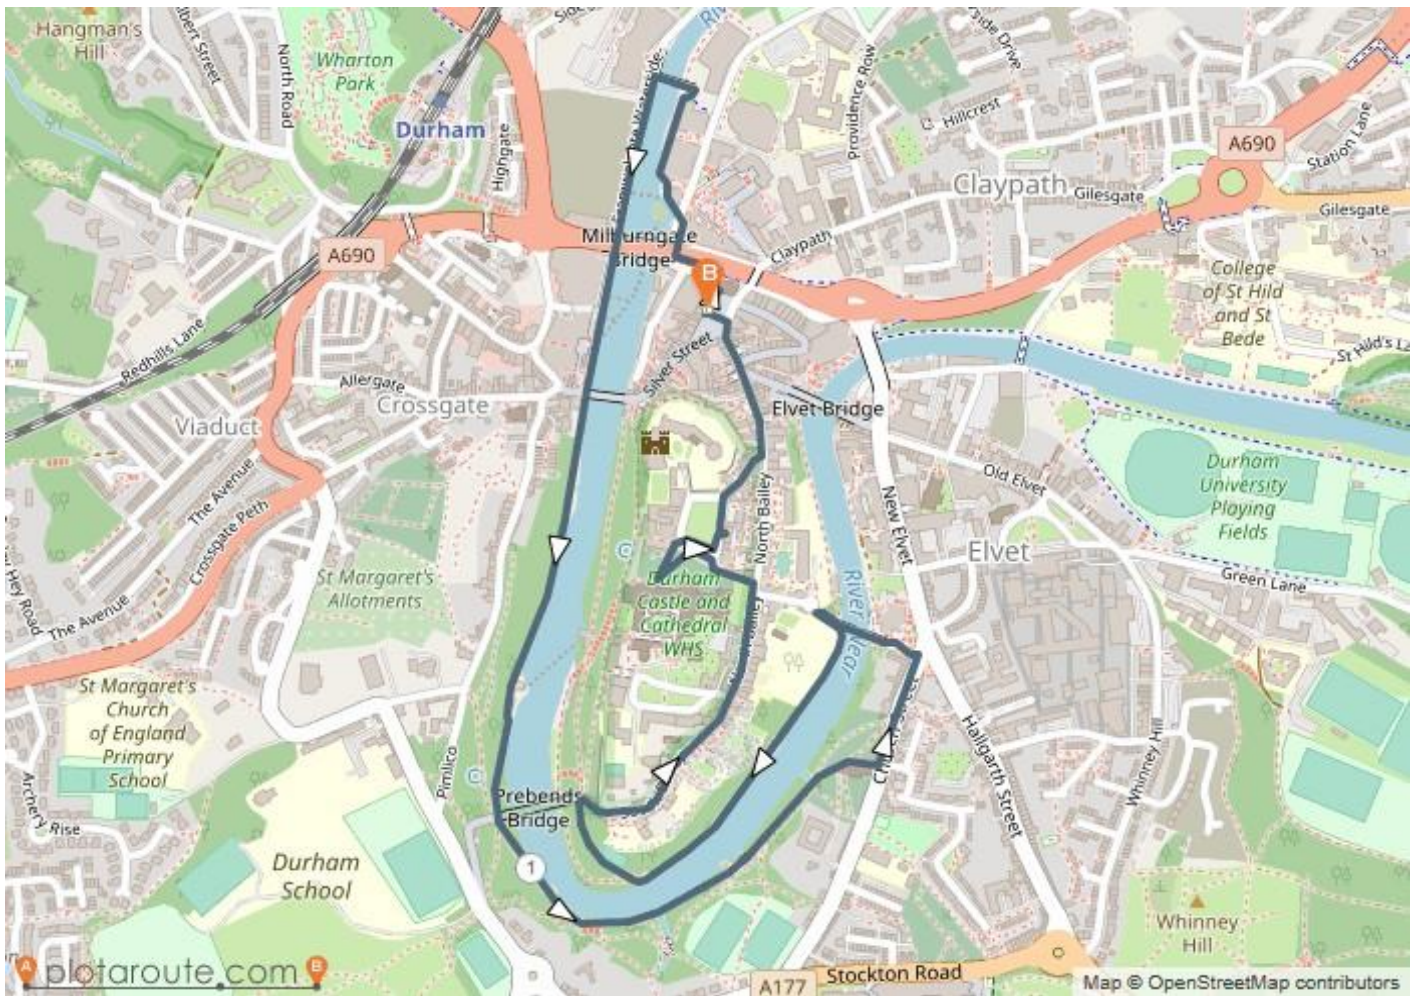 Hangman's
Hill
Albert Street
North Road
Wharton
Park
Durham
Highgate
Providence Row
Hillcrest
A690
Station Lane
Claypath
Gilesgate
Gilesgate
Milburngate
Bridge
Claypath
A690
B
College
of St Hild
and St
Bede
Redhills Lane
Silver Street
Allergate
Crossgate
Elvet Bridge
Viaduct
The Avenue
Crossgate Peth
Old Elvet
Durham
University
Playing
Fields
North Bailey
New Elvet
Elvet
Green Lane
St Margaret's
Allotments
Durham
Castle and
Cathedral
WHS
The Avenue
River Wear
St Margaret's
Church
of England
Primary
School
Pimlico
Hallgarth Street
Whinney Hill
Archery Rise
Prebends
Bridge
1
Durham
School
Whinney
Hill
A plotaroute.com B
A177
Stockton Road
Map © OpenStreetMap contributors